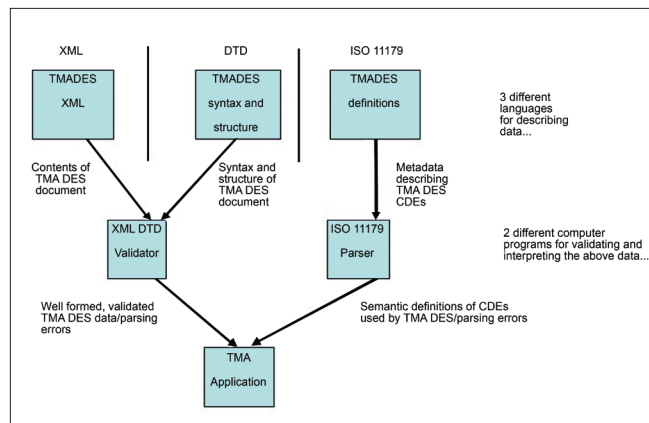 XML
DTD
ISO 11179
TMADES
XML
TMADES
syntax and
structure
TMADES
definitions
3 different
languages
for describing
data...
Contents of
TMA DES
document
Syntax and
structure of
TMA DES
document
Metadata
describing
TMA DES
CDEs
XML DTD
Validator
ISO 11179
Parser
2 different computer
programs for validating and
interpreting the above data...
Well formed, validated
TMA DES data/parsing
errors
Semantic definitions of CDEs
used by TMA DES/parsing errors
TMA
Application